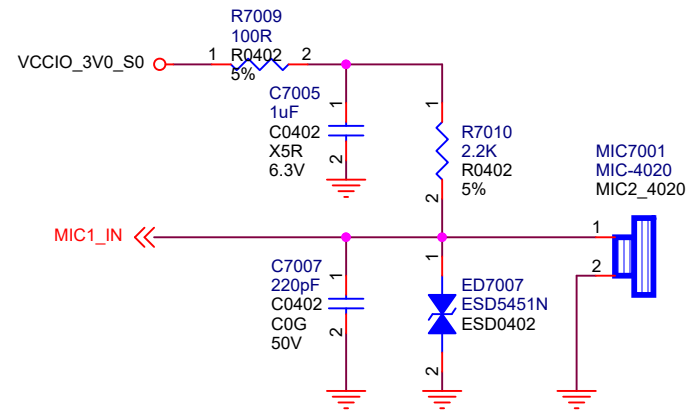 R7009
100R
R0402
5%
VCCIO_3V0_S0
1
2
C7005
1uF
C0402
X5R
6.3V
1
2
R7010
2.2K
R0402
5%
1
2
MIC7001
MIC-4020
MIC2_4020
1
2
MIC1_IN
C7007
220pF
C0402
C0G
50V
1
2
ED7007
ESD5451N
ESD0402
1
2